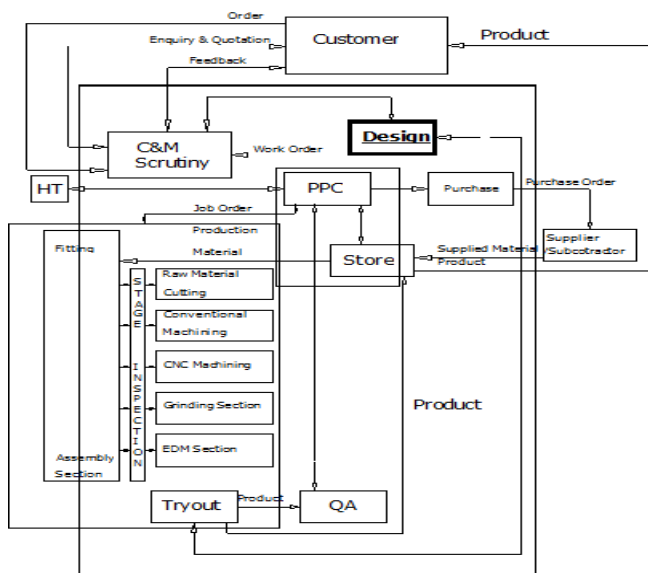 Order
Customer
Product
Enquiry & Quotation
Feedback
C&M
Scrutiny
Work Order
Design
HT
PPC
Purchase
Purchase Order
Job Order
Production
Supplier
/Subcotractor
Fitting
Material
Store
Supplied Material
Product
STAGE INSPECTION
Raw Material
Cutting
Conventional
Machining
CNC Machining
Grinding Section
Product
EDM Section
Assembly
Section
Tryout
Product
QA